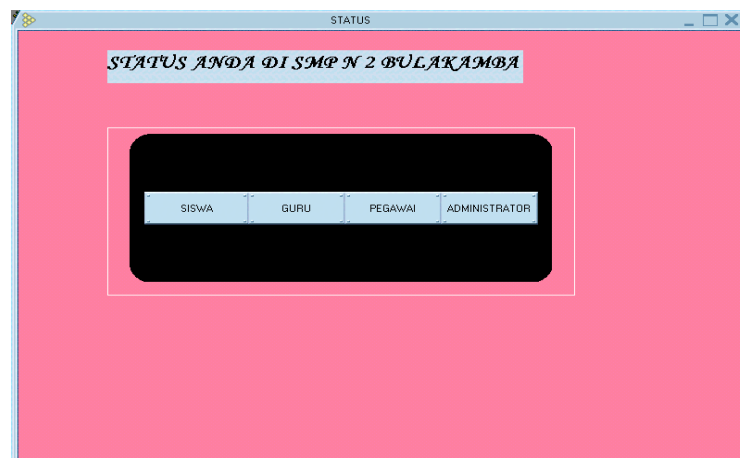 STATUS
STATUS ANDA DI SMP N 2 BULAKAMBA
SISWA GURU PEGAWAI ADMINISTRATOR